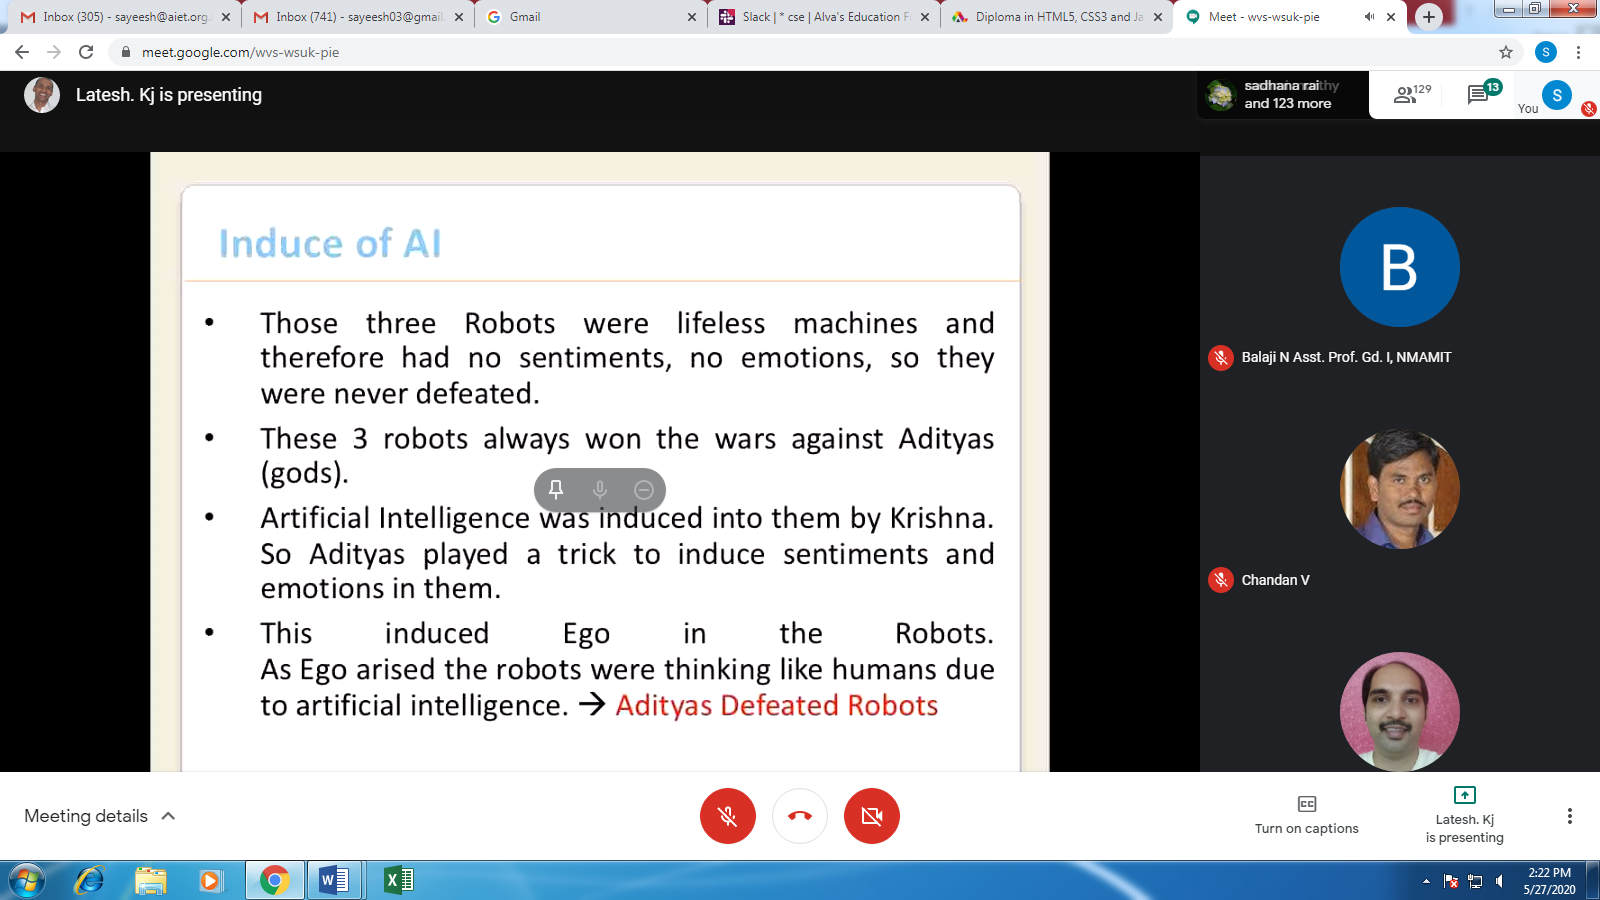 Inbox (305) - sayeesh@aiet.org.
Inbox (741) - sayeesh03@gmail.
Gmail
Slack | * cse | Alva's Education F
Diploma in HTML5, CSS3 and Ja
Meet - wvs-wsuk-pie
meet.google.com/wvs-wsuk-pie
S
Latesh. Kj is presenting
sadhana rai
and 123 more
129
13
You
S
Induce of AI
• Those three Robots were lifeless machines and
therefore had no sentiments, no emotions, so they
were never defeated.
• These 3 robots always won the wars against Adityas
(gods).
• Artificial Intelligence was induced into them by Krishna.
So Adityas played a trick to induce sentiments and
emotions in them.
• This induced Ego in the Robots.
As Ego arised the robots were thinking like humans due
to artificial intelligence. → Adityas Defeated Robots
B
Balaji N Asst. Prof. Gd. I, NMAMIT
Chandan V
Meeting details
CC
Turn on captions
Latesh. Kj
is presenting
2:22 PM
5/27/2020